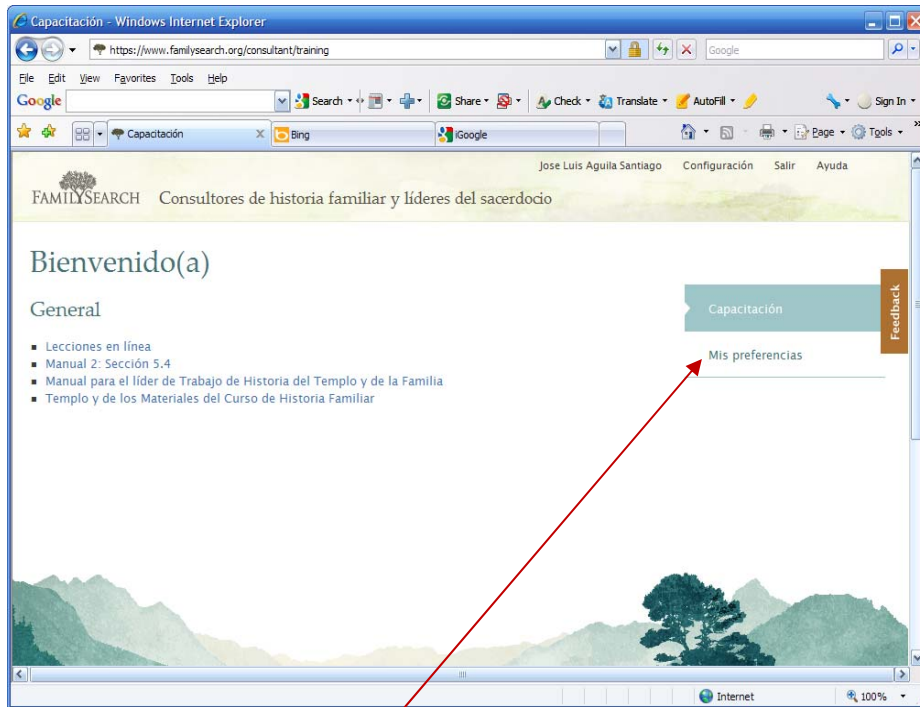 Capacitación - Windows Internet Explorer
https://www.familysearch.org/consultant/training
Google
File Edit View Favorites Tools Help
Google Search Share Check Translate AutoFill Sign In
Capacitación X Bing iGoogle Page Tools »
Jose Luis Aguila Santiago Configuración Salir Ayuda
FAMILYSEARCH Consultores de historia familiar y líderes del sacerdocio
Bienvenido(a)
General
Lecciones en línea
Manual 2: Sección 5.4
Manual para el líder de Trabajo de Historia del Templo y de la Familia
Templo y de los Materiales del Curso de Historia Familiar
Capacitación
Mis preferencias
Feedback
Internet 100%